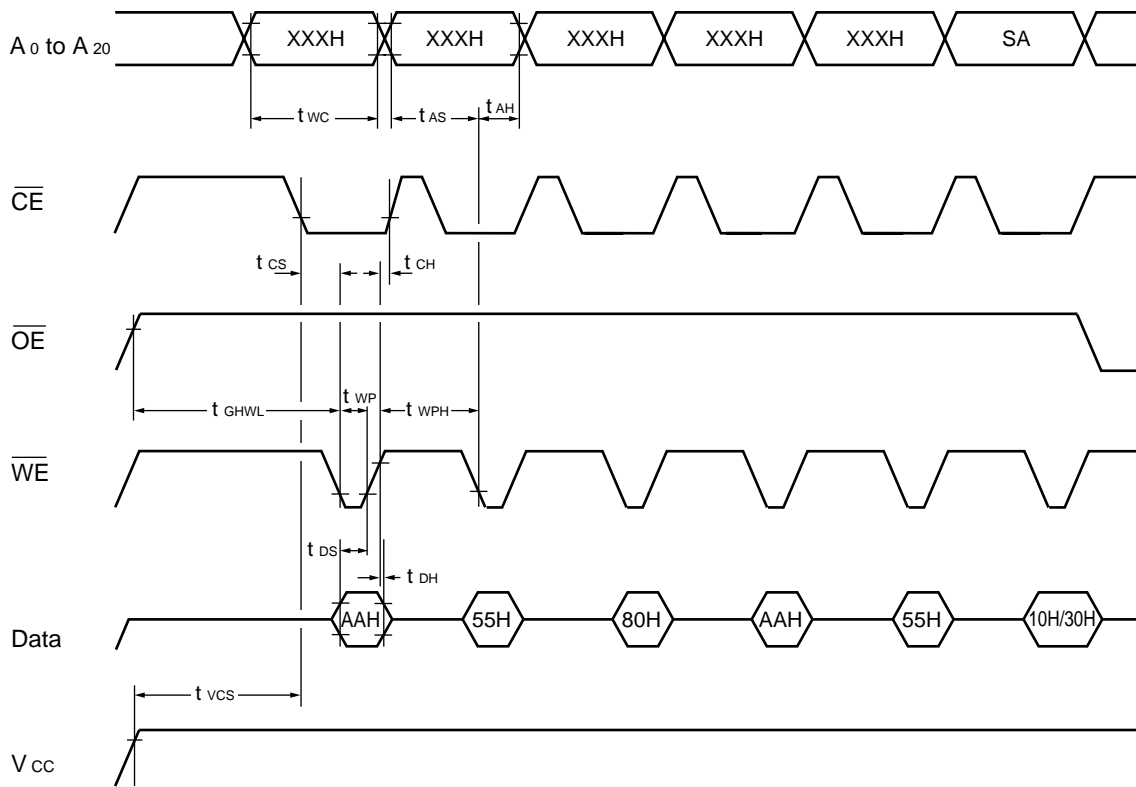 A0 to A20 XXXH XXXH XXXH XXXH XXXH SA
tWC tAS tAH
CE
tCS tCH
OE
tGHWL tWP tWPH
WE
tDS tDH
Data AAH 55H 80H AAH 55H 10H/30H
tVCS
VCC